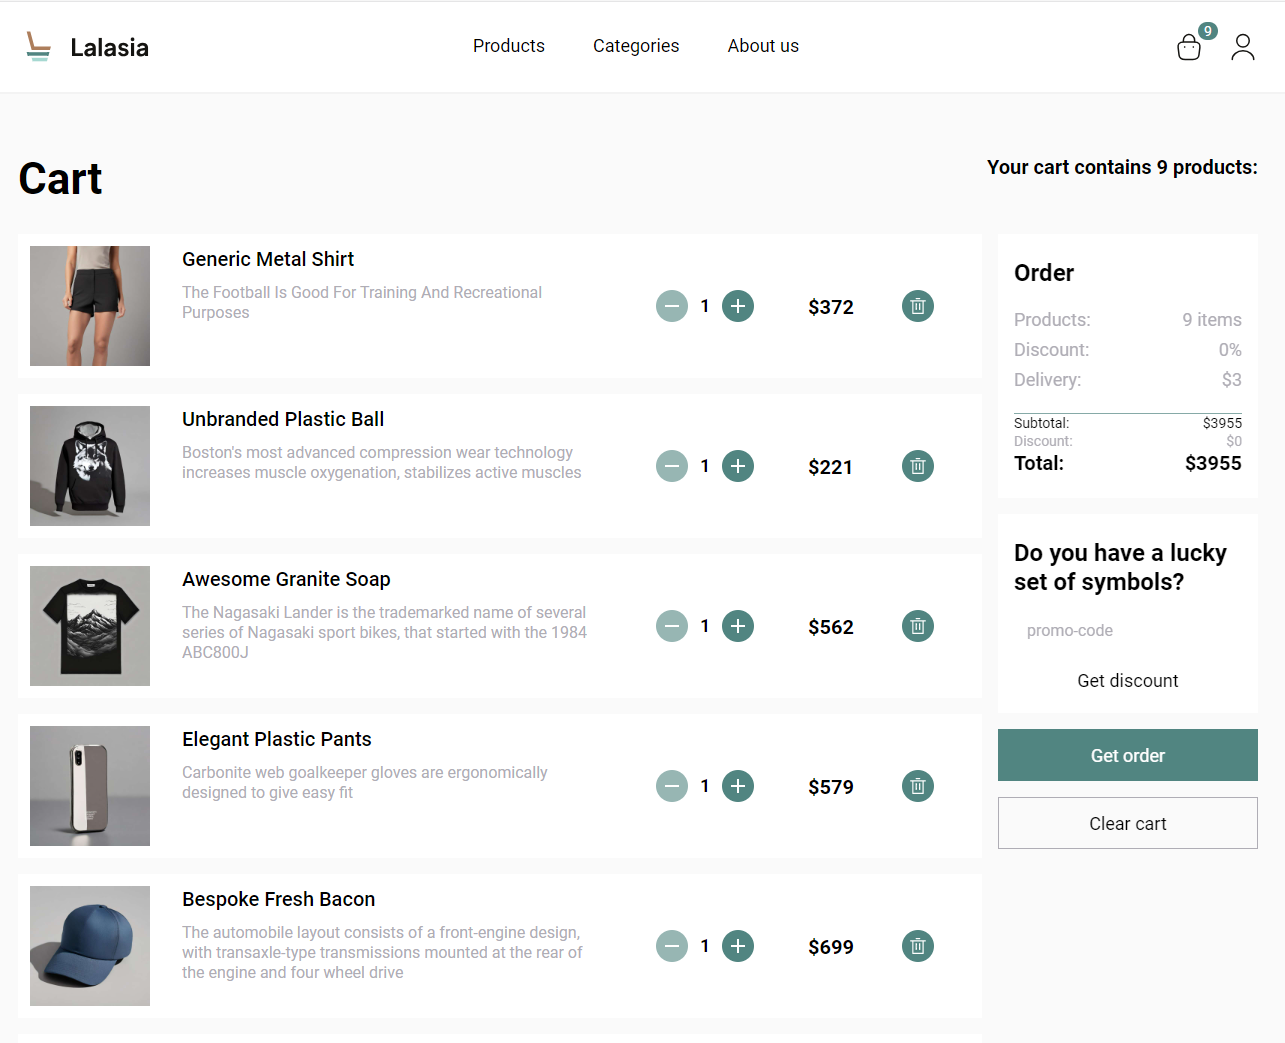 Lalasia
Products
Categories
About us
9
Cart
Your cart contains 9 products:
Generic Metal Shirt
The Football Is Good For Training And Recreational
Purposes
1
$372
Unbranded Plastic Ball
Boston's most advanced compression wear technology
increases muscle oxygenation, stabilizes active muscles
1
$221
Awesome Granite Soap
The Nagasaki Lander is the trademarked name of several
series of Nagasaki sport bikes, that started with the 1984
ABC800J
1
$562
Elegant Plastic Pants
Carbonite web goalkeeper gloves are ergonomically
designed to give easy fit
1
$579
Bespoke Fresh Bacon
The automobile layout consists of a front-engine design,
with transaxle-type transmissions mounted at the rear of
the engine and four wheel drive
1
$699
Order
Products: 9 items
Discount: 0%
Delivery: $3
Subtotal: $3955
Discount: $0
Total: $3955
Do you have a lucky
set of symbols?
promo-code
Get discount
Get order
Clear cart